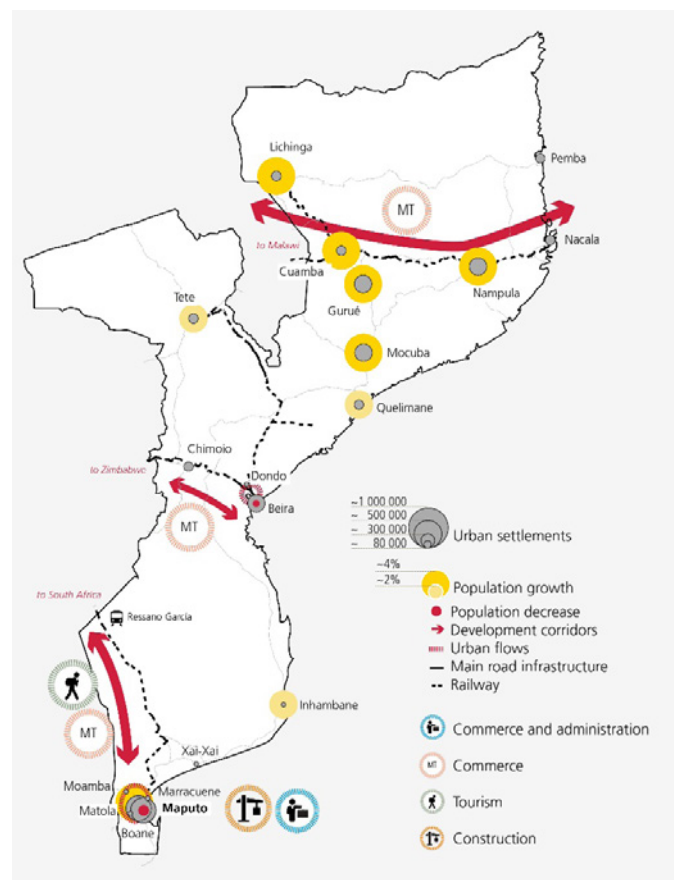 Lichinga
Pemba
MT
Nacala
to Malawi
Cuamba
Nampula
Gurué
Tete
Mocuba
Quelimane
Chimoio
to Zimbabwe
Dondo
Beira
MT
~1 000 000
~ 500 000
~ 300 000
~ 80 000
Urban settlements
~4%
~2%
Population growth
Population decrease
Development corridors
Urban flows
Main road infrastructure
Railway
to South Africa
Ressano Garcia
MT
Inhambane
Xai-Xai
Moamba
Marracuene
Matola
Maputo
Boane
Commerce and administration
MT
Commerce
Tourism
Construction